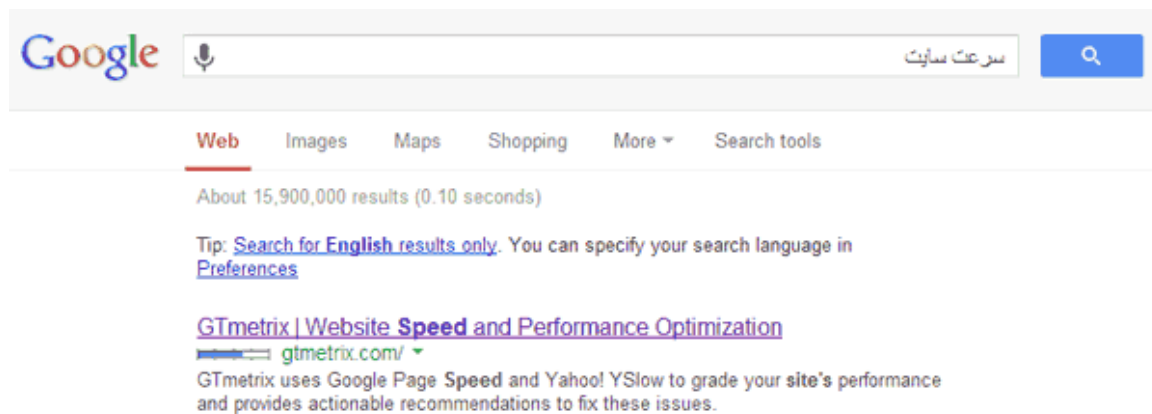 Google
سرعت سایت
Web Images Maps Shopping More Search tools
About 15,900,000 results (0.10 seconds)
Tip: Search for English results only. You can specify your search language in
Preferences
GTmetrix | Website Speed and Performance Optimization
gtmetrix.com/
GTmetrix uses Google Page Speed and Yahoo! YSlow to grade your site's performance
and provides actionable recommendations to fix these issues.